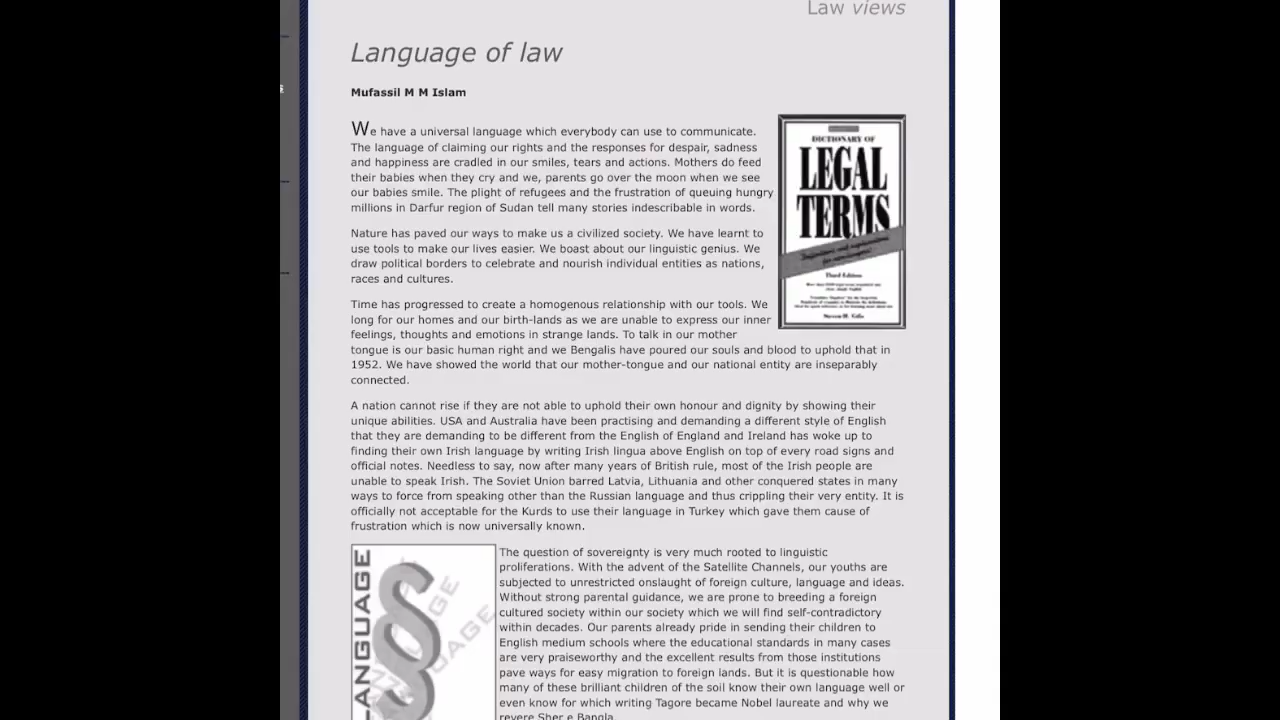 Law views
Language of law
Mufassil M M Islam
We have a universal language which everybody can use to communicate.
The language of claiming our rights and the responses for despair, sadness
and happiness are cradled in our smiles, tears and actions. Mothers do feed
their babies when they cry and we, parents go over the moon when we see
our babies smile. The plight of refugees and the frustration of queuing hungry
millions in Darfur region of Sudan tell many stories indescribable in words.
DICTIONARY OF
LEGAL
TERMS
Third Edition
Nature has paved our ways to make us a civilized society. We have learnt to
use tools to make our lives easier. We boast about our linguistic genius. We
draw political borders to celebrate and nourish individual entities as nations,
races and cultures.
Time has progressed to create a homogenous relationship with our tools. We
long for our homes and our birth-lands as we are unable to express our inner
feelings, thoughts and emotions in strange lands. To talk in our mother
tongue is our basic human right and we Bengalis have poured our souls and blood to uphold that in
1952. We have showed the world that our mother-tongue and our national entity are inseparably
connected.
A nation cannot rise if they are not able to uphold their own honour and dignity by showing their
unique abilities. USA and Australia have been practising and demanding a different style of English
that they are demanding to be different from the English of England and Ireland has woke up to
finding their own Irish language by writing Irish lingua above English on top of every road signs and
official notes. Needless to say, now after many years of British rule, most of the Irish people are
unable to speak Irish. The Soviet Union barred Latvia, Lithuania and other conquered states in many
ways to force from speaking other than the Russian language and thus crippling their very entity. It is
officially not acceptable for the Kurds to use their language in Turkey which gave them cause of
frustration which is now universally known.
LANGUAGE
§
The question of sovereignty is very much rooted to linguistic
proliferations. With the advent of the Satellite Channels, our youths are
subjected to unrestricted onslaught of foreign culture, language and ideas.
Without strong parental guidance, we are prone to breeding a foreign
cultured society within our society which we will find self-contradictory
within decades. Our parents already pride in sending their children to
English medium schools where the educational standards in many cases
are very praiseworthy and the excellent results from those institutions
pave ways for easy migration to foreign lands. But it is questionable how
many of these brilliant children of the soil know their own language well or
even know for which writing Tagore became Nobel laureate and why we
revere Sher e Bangla